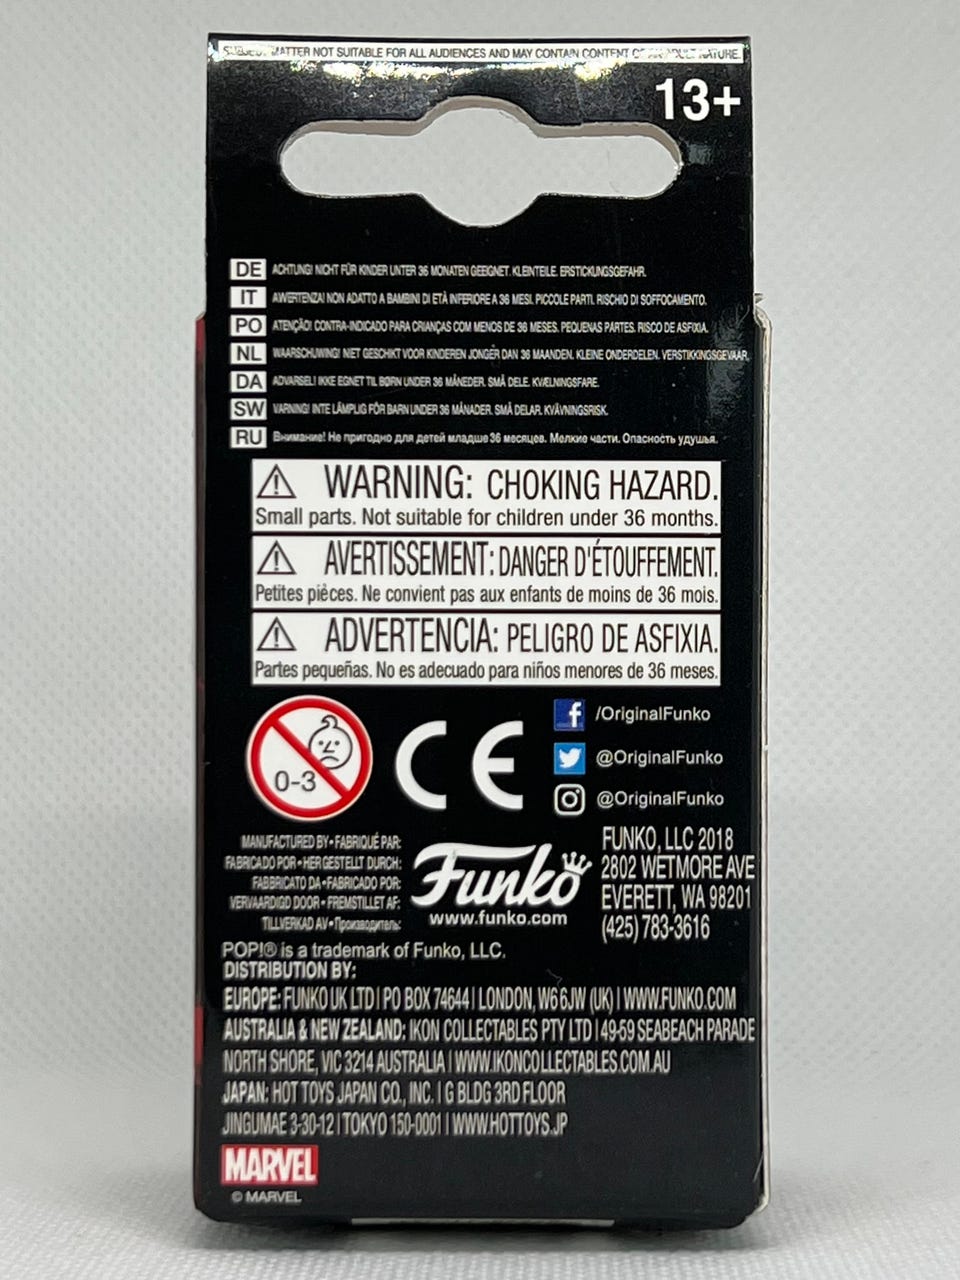 SUBJECT MATTER NOT SUITABLE FOR ALL AUDIENCES AND MAY CONTAIN CONTENT OF AN ADULT NATURE.
13+
DE ACHTUNG! NICHT FÜR KINDER UNTER 36 MONATEN GEEIGNET. KLEINTEILE. ERSTICKUNGSGEFAHR.
IT AWERTENZA! NON ADATTO A BAMBINI DI ETÀ INFERIORE A 36 MESI. PICCOLE PARTI. RISCHIO DI SOFFOCAMENTO.
PO ATENÇÃO! CONTRA-INDICADO PARA CRIANÇAS COM MENOS DE 36 MESES. PEQUENAS PARTES. RISCO DE ASFIXIA.
NL WAARSCHUWING! NIET GESCHIKT VOOR KINDEREN JONGER DAN 36 MAANDEN. KLEINE ONDERDELEN. VERSTIKKINGSGEVAAR.
DA ADVARSEL! IKKE EGNET TIL BØRN UNDER 36 MÅNEDER. SMÅ DELE. KVÆLNINGSFARE.
SW VARNING! INTE LÄMPLIG FÖR BARN UNDER 36 MÅNADER. SMÅ DELAR. KVÄVNINGSRISK.
RU Внимание! Не пригодно для детей младше 36 месяцев. Мелкие части. Опасность удушья.
WARNING: CHOKING HAZARD.
Small parts. Not suitable for children under 36 months.
AVERTISSEMENT: DANGER D'ÉTOUFFEMENT.
Petites pièces. Ne convient pas aux enfants de moins de 36 mois.
ADVERTENCIA: PELIGRO DE ASFIXIA.
Partes pequeñas. No es adecuado para niños menores de 36 meses.
0-3
CE
f /OriginalFunko
@OriginalFunko
@OriginalFunko
MANUFACTURED BY • FABRIQUÉ PAR:
FABRICADO POR • HERGESTELLT DURCH:
FABBRICATO DA • FABRICADO POR:
VERVAARDIGD DOOR • FREMSTILLET AF:
TILLVERKAD AV • Производитель:
Funko
www.funko.com
FUNKO, LLC 2018
2802 WETMORE AVE
EVERETT, WA 98201
(425) 783-3616
POP!® is a trademark of Funko, LLC.
DISTRIBUTION BY:
EUROPE: FUNKO UK LTD | PO BOX 74644 | LONDON, W6 6JW (UK) | WWW.FUNKO.COM
AUSTRALIA & NEW ZEALAND: IKON COLLECTABLES PTY LTD | 49-59 SEABEACH PARADE
NORTH SHORE, VIC 3214 AUSTRALIA | WWW.IKONCOLLECTABLES.COM.AU
JAPAN: HOT TOYS JAPAN CO., INC. | G BLDG 3RD FLOOR
JINGUMAE 3-30-12 | TOKYO 150-0001 | WWW.HOTTOYS.JP
MARVEL
© MARVEL